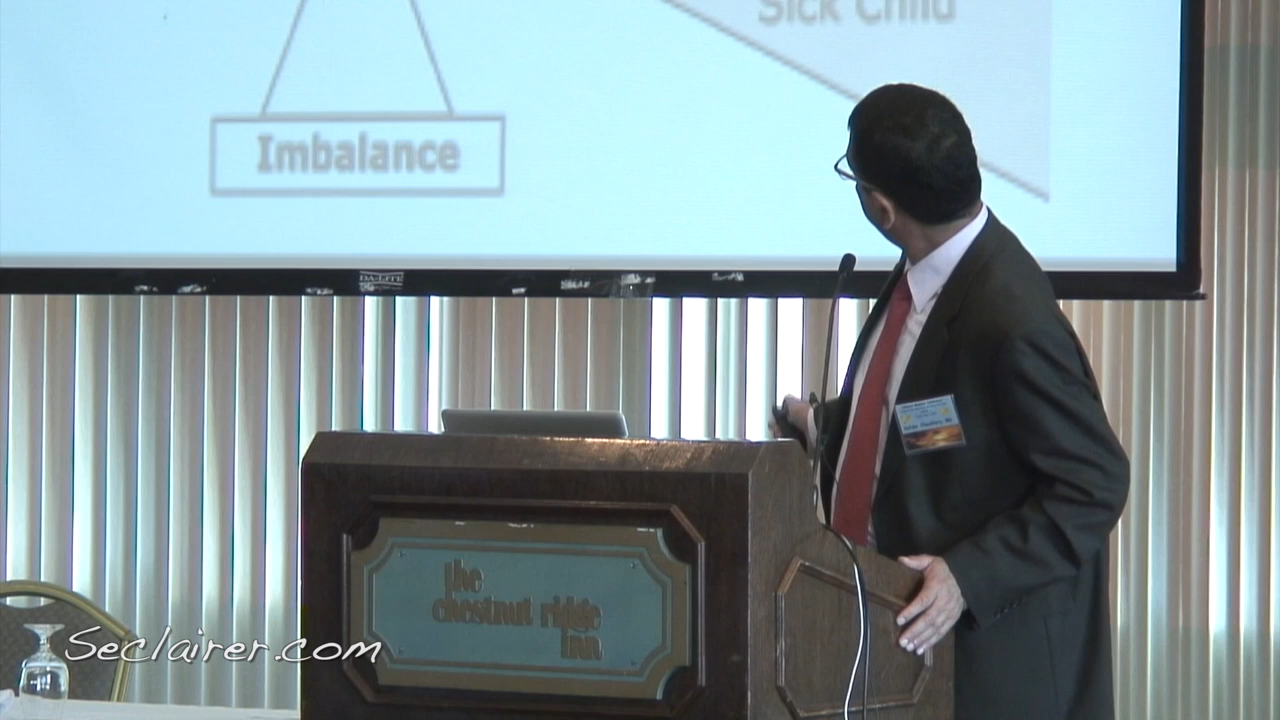 Sick Child
Imbalance
DA-LITE
the
chestnut ridge
inn
Seclairer.com